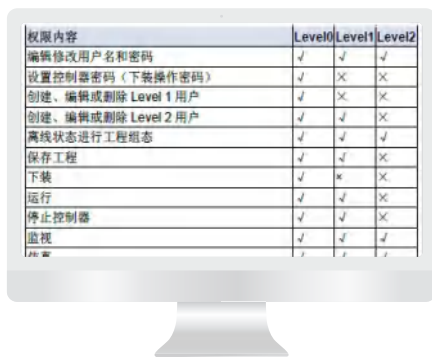 权限内容 Level0 Level1 Level2
编辑修改用户名和密码 √ √ √
设置控制器密码（下装操作密码） √ × ×
创建、编辑或删除 Level 1 用户 √ × ×
创建、编辑或删除 Level 2 用户 √ √ ×
离线状态进行工程组态 √ √ √
保存工程 √ √ ×
下装 √ × ×
运行 √ √ ×
停止控制器 √ √ ×
监视 √ √ √